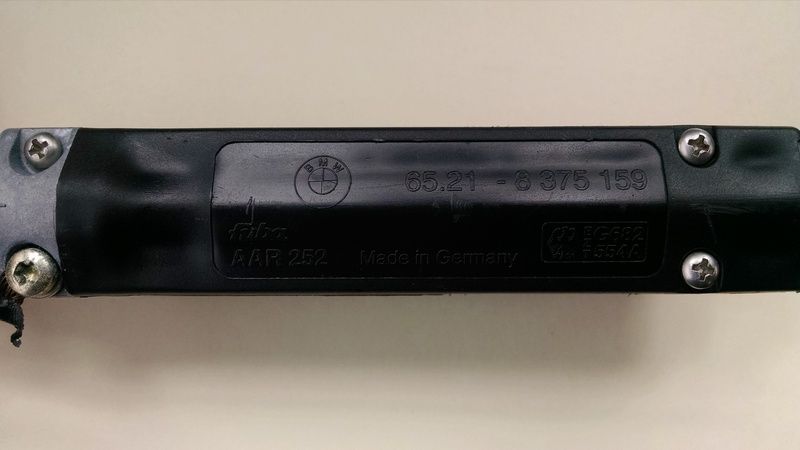 BMW
65.21 - 8 375 159
Fuba
AAR 252
Made in Germany